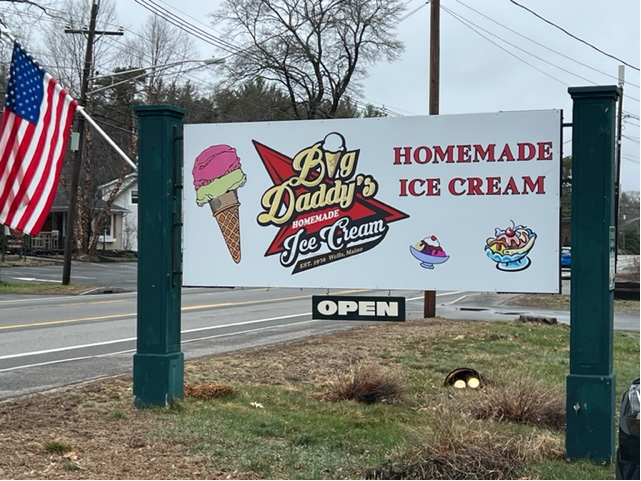 Big
Daddy's
HOMEMADE
Ice Cream
EST. 1976 Wells, Maine
HOMEMADE
ICE CREAM
OPEN